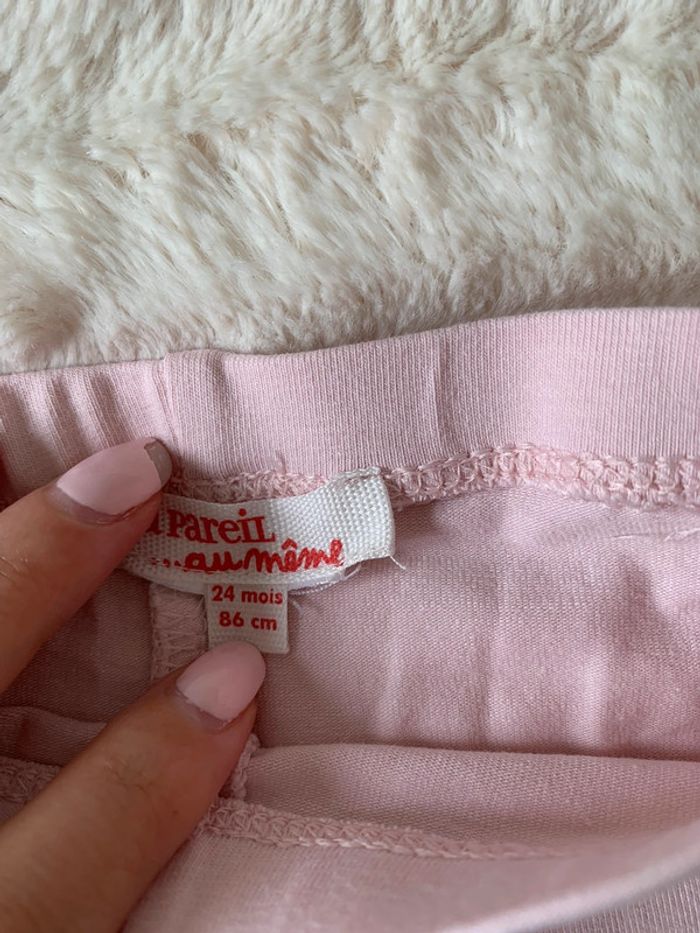 PareiL
...au même
24 mois
86 cm